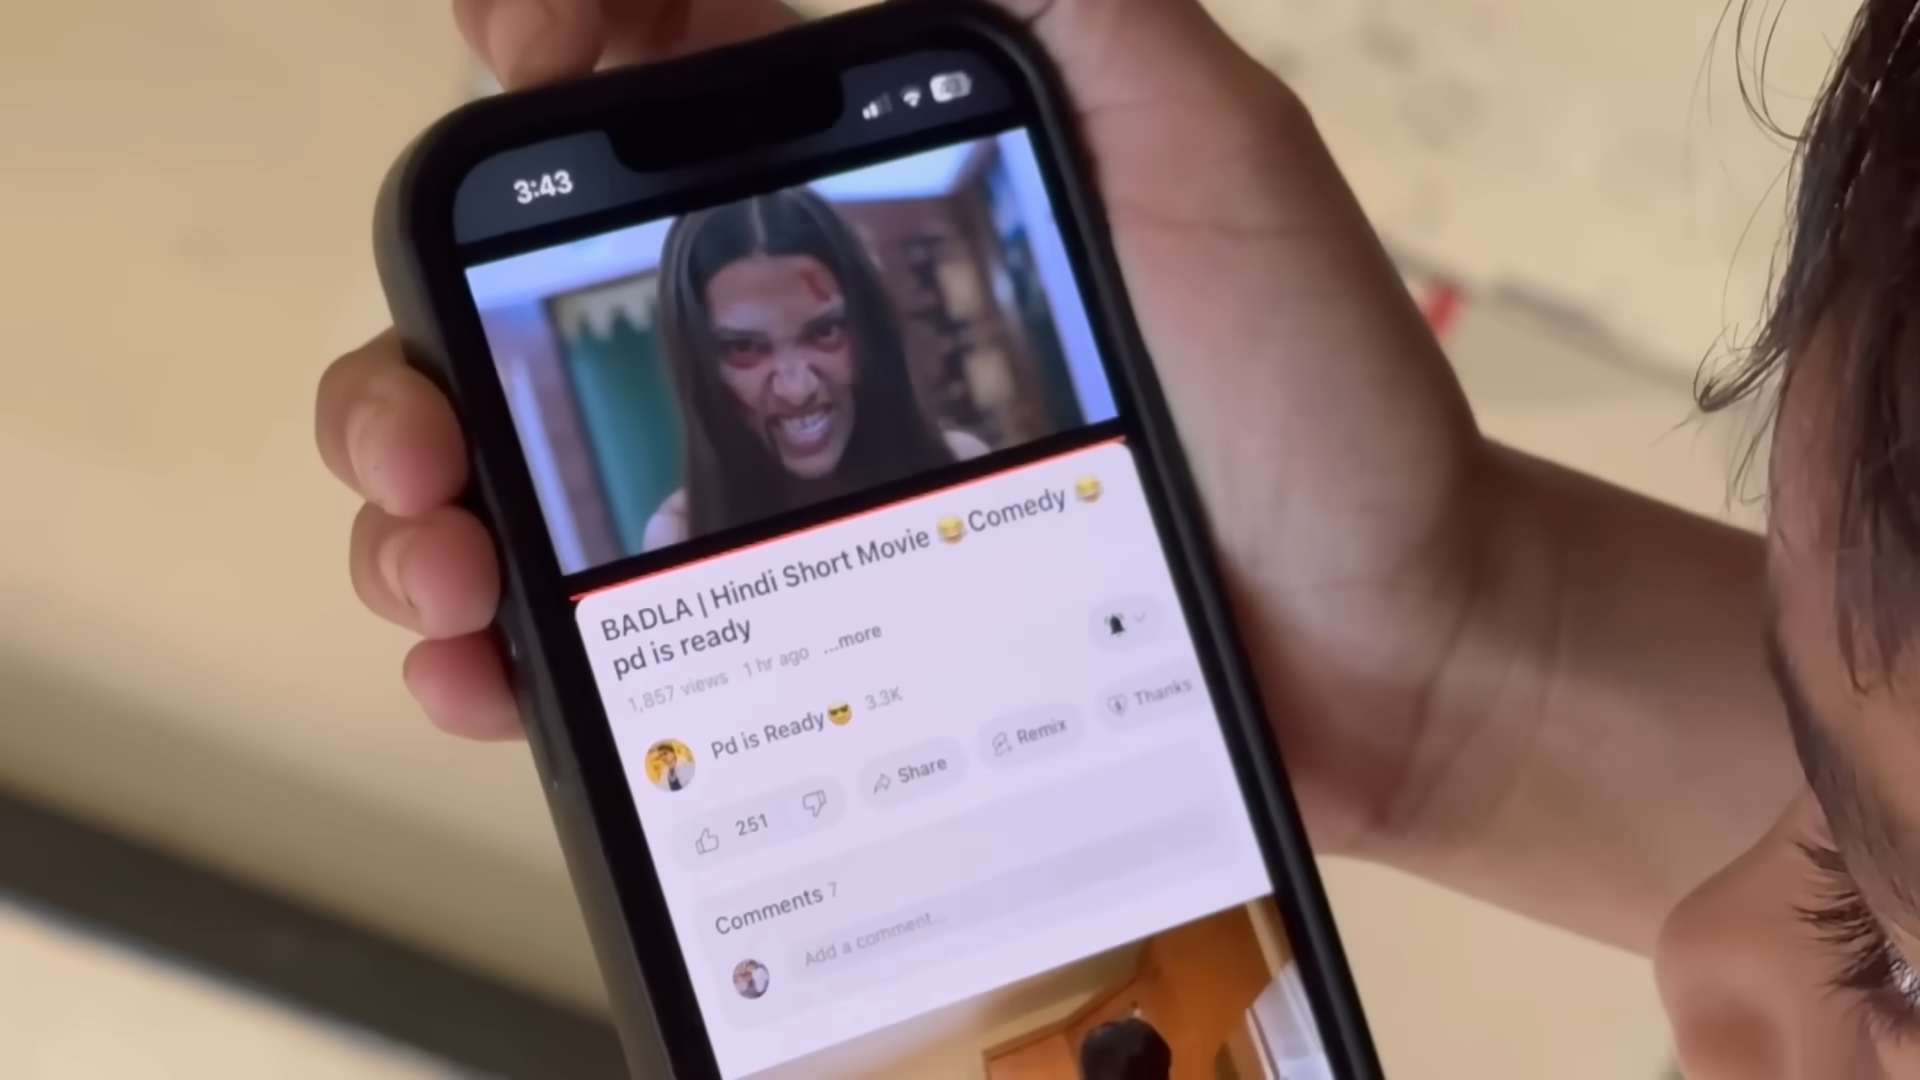 3:43
BADLA | Hindi Short Movie 😂Comedy 😂
pd is ready
1,857 views 1 hr ago ...more
Pd is Ready😎 3.3K
251 Share Remix Thanks
Comments 7
Add a comment...